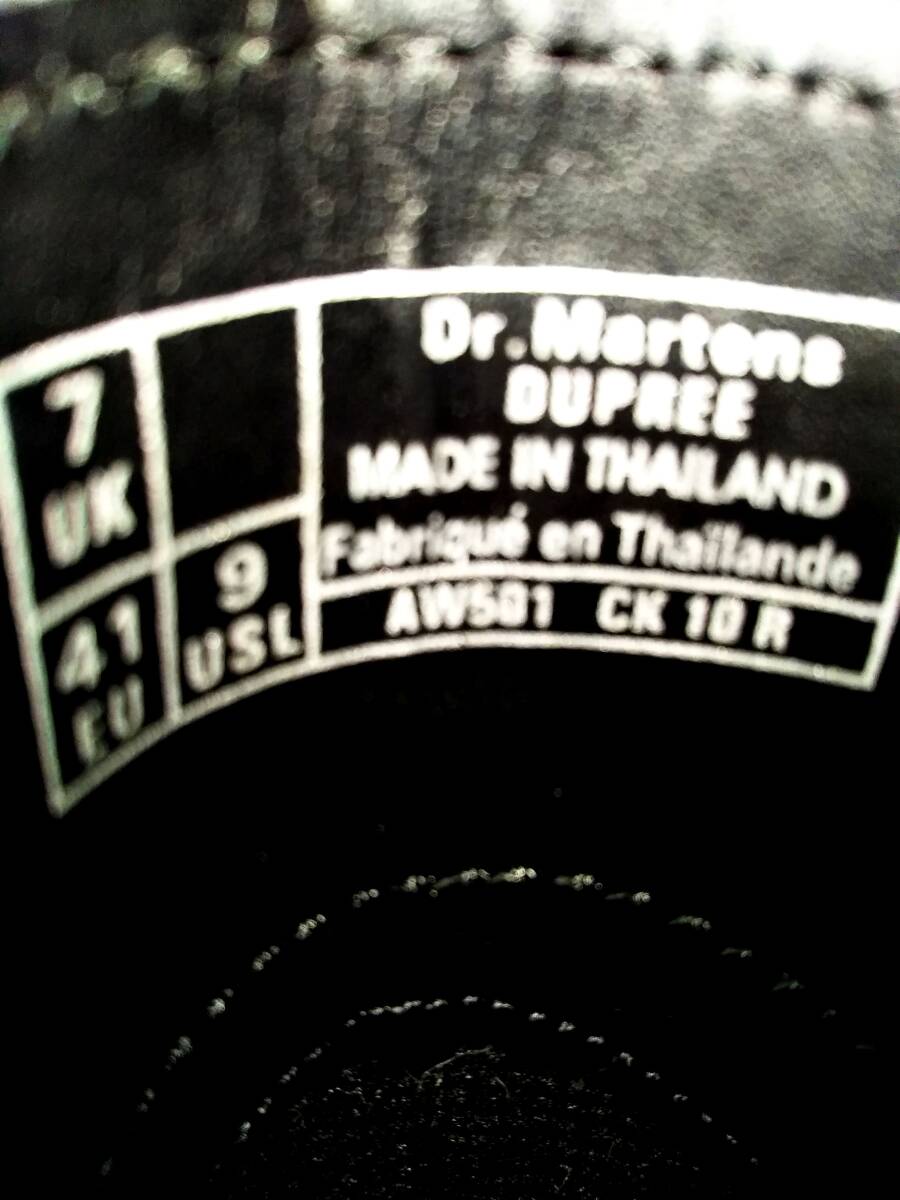 7
UK
41
EU
9
USL
Dr.Martens
DUPREE
MADE IN THAILAND
Fabriqué en Thaïlande
AW501 CK 10 R